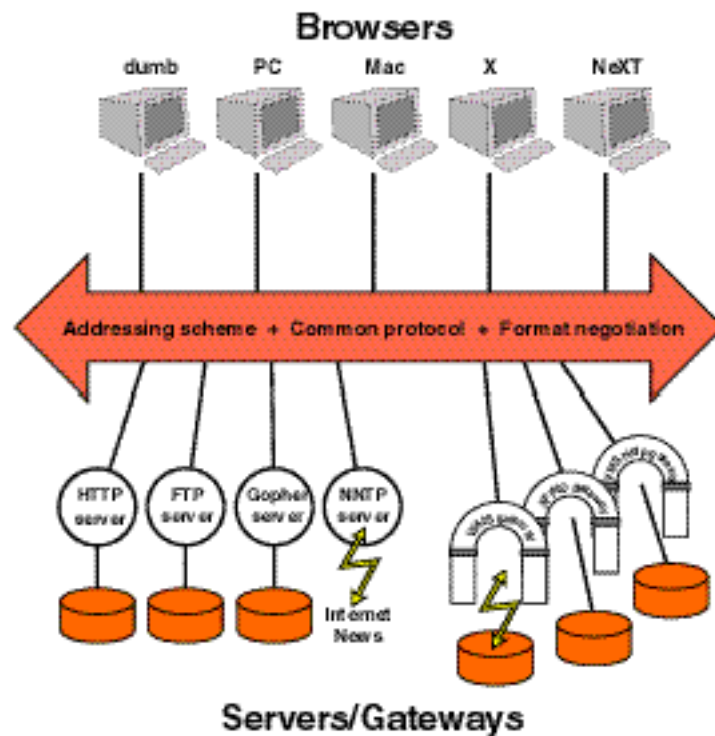 Browsers
dumb PC Mac X NeXT
Addressing scheme + Common protocol + Format negotiation
HTTP server
FTP server
Gopher server
NNTP server
Internet News
Servers/Gateways